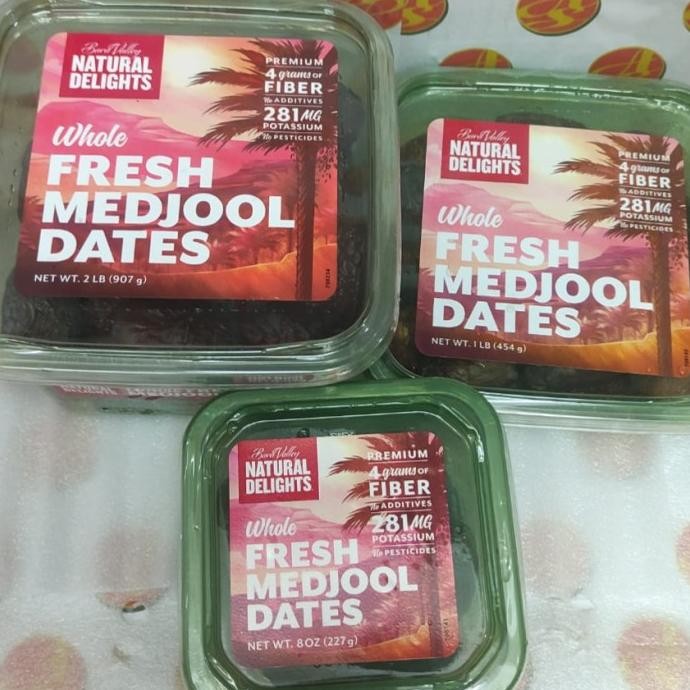 Bard Valley
NATURAL
DELIGHTS
PREMIUM
4 grams OF
FIBER
No ADDITIVES
281MG
POTASSIUM
No PESTICIDES
Whole
FRESH
MEDJOOL
DATES
NET WT. 2 LB (907 g)
Bard Valley
NATURAL
DELIGHTS
PREMIUM
4 grams OF
FIBER
No ADDITIVES
281MG
POTASSIUM
No PESTICIDES
Whole
FRESH
MEDJOOL
DATES
NET WT. 1 LB (454 g)
Bard Valley
NATURAL
DELIGHTS
PREMIUM
4 grams OF
FIBER
No ADDITIVES
281MG
POTASSIUM
No PESTICIDES
Whole
FRESH
MEDJOOL
DATES
NET WT. 8 OZ (227 g)